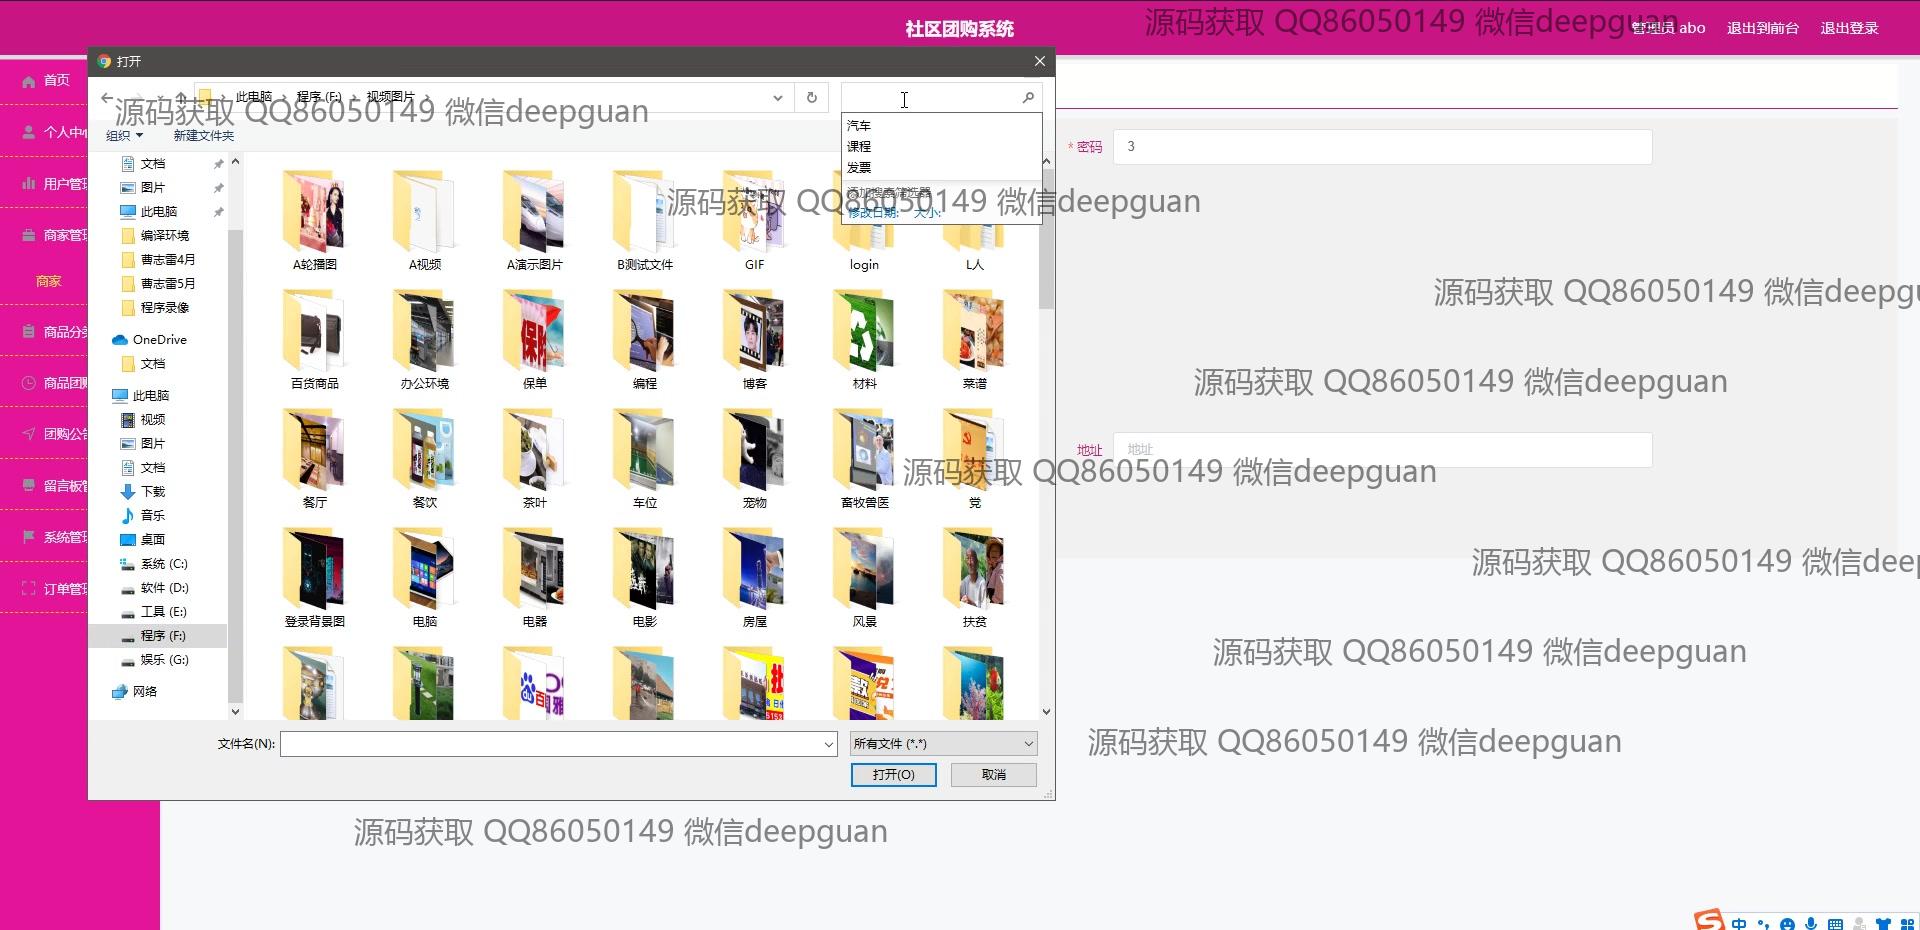 社区团购系统
源码获取 QQ86050149 微信deepguan
管理员 abo
退出到前台
退出登录
打开
此电脑 › 程序 (F:) › 视频图片 ›
源码获取 QQ86050149 微信deepguan
组织
新建文件夹
汽车
课程
发票
添加搜索筛选器
修改日期: 大小:
源码获取 QQ86050149 微信deepguan
首页
个人中心
用户管理
商家管理
商家
商品分类
商品团购
团购公告
留言板管
系统管理
订单管理
文档
图片
此电脑
编译环境
曹志雷4月
曹志雷5月
程序录像
OneDrive
文档
此电脑
视频
图片
文档
下载
音乐
桌面
系统 (C:)
软件 (D:)
工具 (E:)
程序 (F:)
娱乐 (G:)
网络
A轮播图
A视频
A演示图片
B测试文件
GIF
login
L人
百货商品
办公环境
保单
编程
博客
材料
菜谱
餐厅
餐饮
茶叶
车位
宠物
畜牧兽医
党
登录背景图
电脑
电器
电影
房屋
风景
扶贫
文件名(N):
所有文件 (*.*)
打开(O)
取消
* 密码
3
源码获取 QQ86050149 微信deepgu
源码获取 QQ86050149 微信deepguan
地址
地址
源码获取 QQ86050149 微信deepguan
源码获取 QQ86050149 微信deep
源码获取 QQ86050149 微信deepguan
源码获取 QQ86050149 微信deepguan
源码获取 QQ86050149 微信deepguan
中